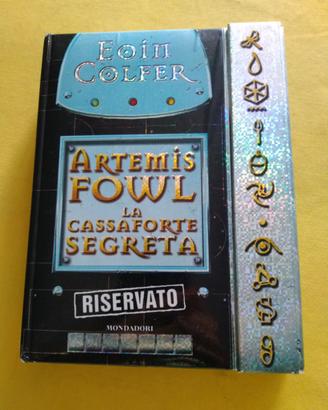 EOIN
COLFER
ARTEMIS
FOWL
LA
CASSAFORTE
SEGRETA
RISERVATO
MONDADORI